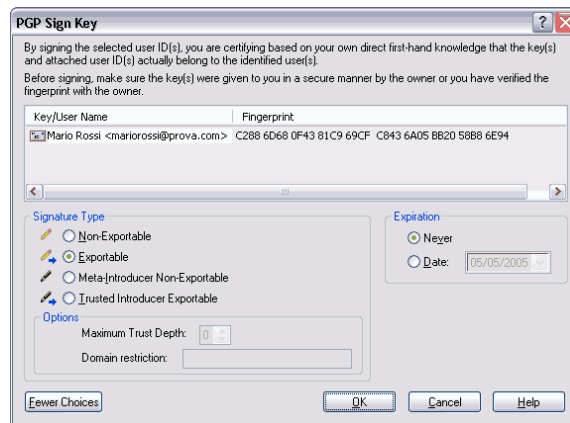 PGP Sign Key
By signing the selected user ID(s), you are certifying based on your own direct first-hand knowledge that the key(s)
and attached user ID(s) actually belong to the identified user(s).
Before signing, make sure the key(s) were given to you in a secure manner by the owner or you have verified the
fingerprint with the owner.
Key/User Name Fingerprint
Mario Rossi <mariorossi@prova.com> C288 6D68 0F43 81C9 69CF C843 6A05 BB20 58B8 6E94
Signature Type
Non-Exportable
Exportable
Meta-Introducer Non-Exportable
Trusted Introducer Exportable
Options
Maximum Trust Depth: 0
Domain restriction:
Expiration
Never
Date: 05/05/2005
Fewer Choices OK Cancel Help